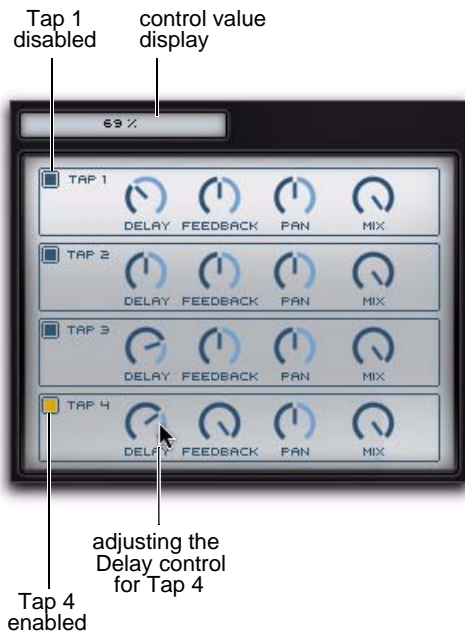 Tap 1
disabled
control value
display
69 %
TAP 1
DELAY FEEDBACK PAN MIX
TAP 2
DELAY FEEDBACK PAN MIX
TAP 3
DELAY FEEDBACK PAN MIX
TAP 4
DELAY FEEDBACK PAN MIX
adjusting the
Delay control
for Tap 4
Tap 4
enabled